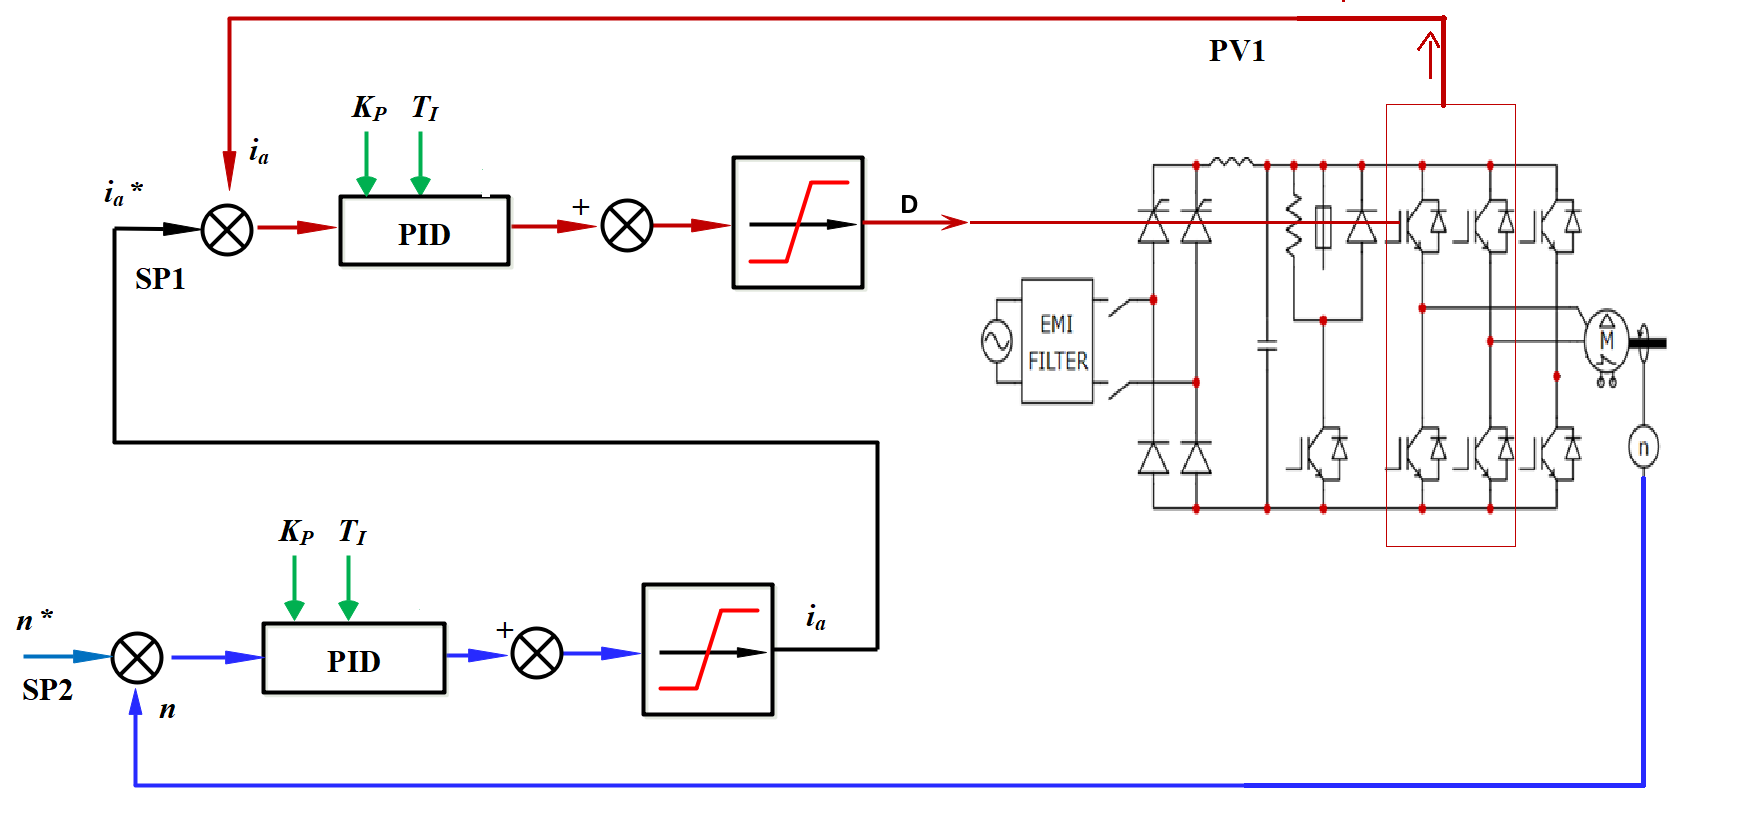 PV1
K_P T_I
i_a
i_a*
+
PID
D
SP1
EMI
FILTER
M
n
K_P T_I
n*
+
i_a
PID
SP2
n